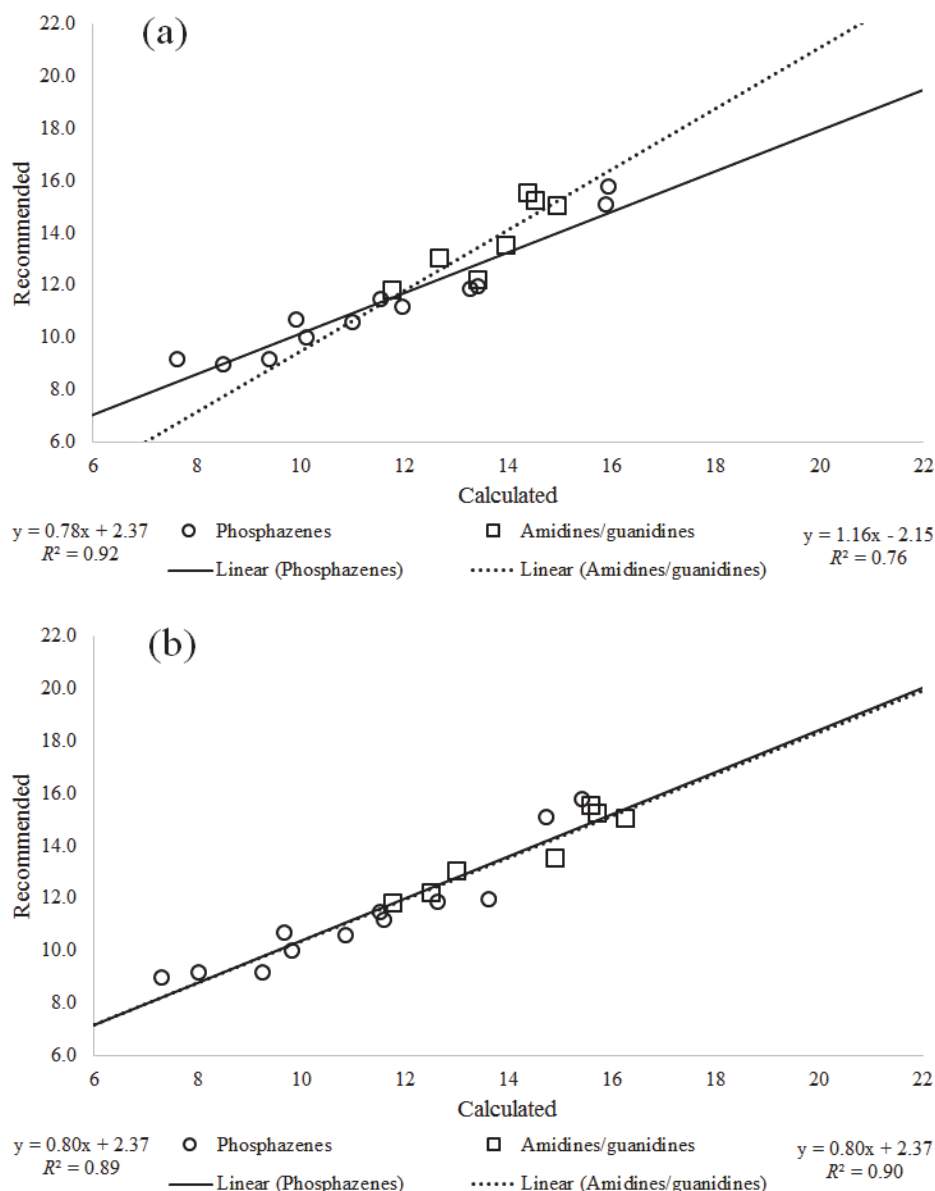 (a)
22.0
20.0
18.0
16.0
14.0
12.0
10.0
8.0
6.0
Recommended
6 8 10 12 14 16 18 20 22
Calculated
y = 0.78x + 2.37
R² = 0.92
Phosphazenes
Amidines/guanidines
Linear (Phosphazenes)
Linear (Amidines/guanidines)
y = 1.16x - 2.15
R² = 0.76
(b)
22.0
20.0
18.0
16.0
14.0
12.0
10.0
8.0
6.0
Recommended
6 8 10 12 14 16 18 20 22
Calculated
y = 0.80x + 2.37
R² = 0.89
Phosphazenes
Amidines/guanidines
Linear (Phosphazenes)
Linear (Amidines/guanidines)
y = 0.80x + 2.37
R² = 0.90